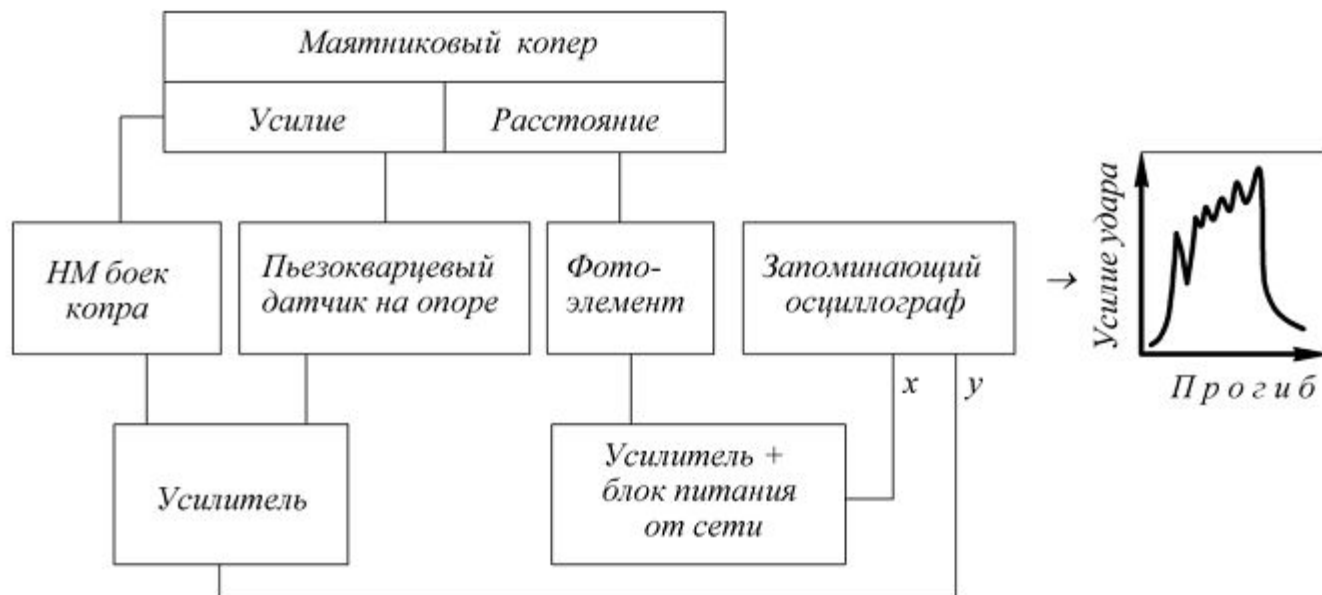 Маятниковый копер
Усилие
Расстояние
НМ боек
копра
Пьезокварцевый
датчик на опоре
Фото-
элемент
Запоминающий
осциллограф
→
Усилие удара
Прогиб
x
y
Усилитель
Усилитель +
блок питания
от сети